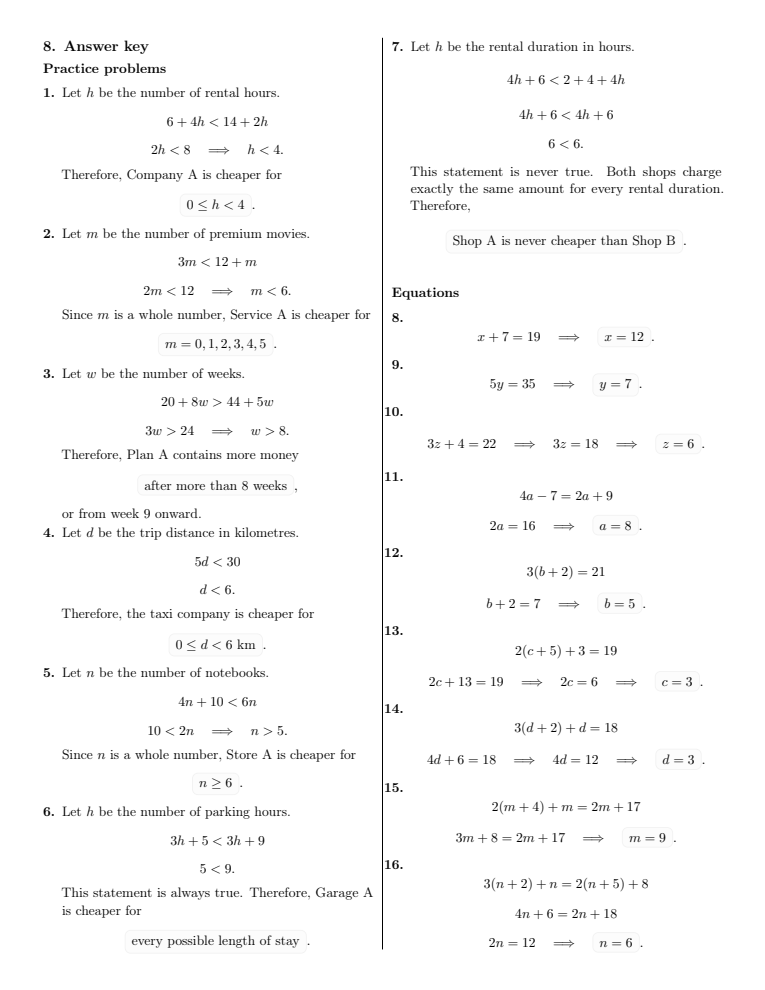 8. Answer key
Practice problems
1. Let h be the number of rental hours.
6 + 4h < 14 + 2h
2h < 8 ⟹ h < 4.
Therefore, Company A is cheaper for
0 ≤ h < 4 .
2. Let m be the number of premium movies.
3m < 12 + m
2m < 12 ⟹ m < 6.
Since m is a whole number, Service A is cheaper for
m = 0, 1, 2, 3, 4, 5 .
3. Let w be the number of weeks.
20 + 8w > 44 + 5w
3w > 24 ⟹ w > 8.
Therefore, Plan A contains more money
after more than 8 weeks ,
or from week 9 onward.
4. Let d be the trip distance in kilometres.
5d < 30
d < 6.
Therefore, the taxi company is cheaper for
0 ≤ d < 6 km .
5. Let n be the number of notebooks.
4n + 10 < 6n
10 < 2n ⟹ n > 5.
Since n is a whole number, Store A is cheaper for
n ≥ 6 .
6. Let h be the number of parking hours.
3h + 5 < 3h + 9
5 < 9.
This statement is always true. Therefore, Garage A
is cheaper for
every possible length of stay .
7. Let h be the rental duration in hours.
4h + 6 < 2 + 4 + 4h
4h + 6 < 4h + 6
6 < 6.
This statement is never true. Both shops charge
exactly the same amount for every rental duration.
Therefore,
Shop A is never cheaper than Shop B .
Equations
8.
x + 7 = 19 ⟹ x = 12 .
9.
5y = 35 ⟹ y = 7 .
10.
3z + 4 = 22 ⟹ 3z = 18 ⟹ z = 6 .
11.
4a − 7 = 2a + 9
2a = 16 ⟹ a = 8 .
12.
3(b + 2) = 21
b + 2 = 7 ⟹ b = 5 .
13.
2(c + 5) + 3 = 19
2c + 13 = 19 ⟹ 2c = 6 ⟹ c = 3 .
14.
3(d + 2) + d = 18
4d + 6 = 18 ⟹ 4d = 12 ⟹ d = 3 .
15.
2(m + 4) + m = 2m + 17
3m + 8 = 2m + 17 ⟹ m = 9 .
16.
3(n + 2) + n = 2(n + 5) + 8
4n + 6 = 2n + 18
2n = 12 ⟹ n = 6 .